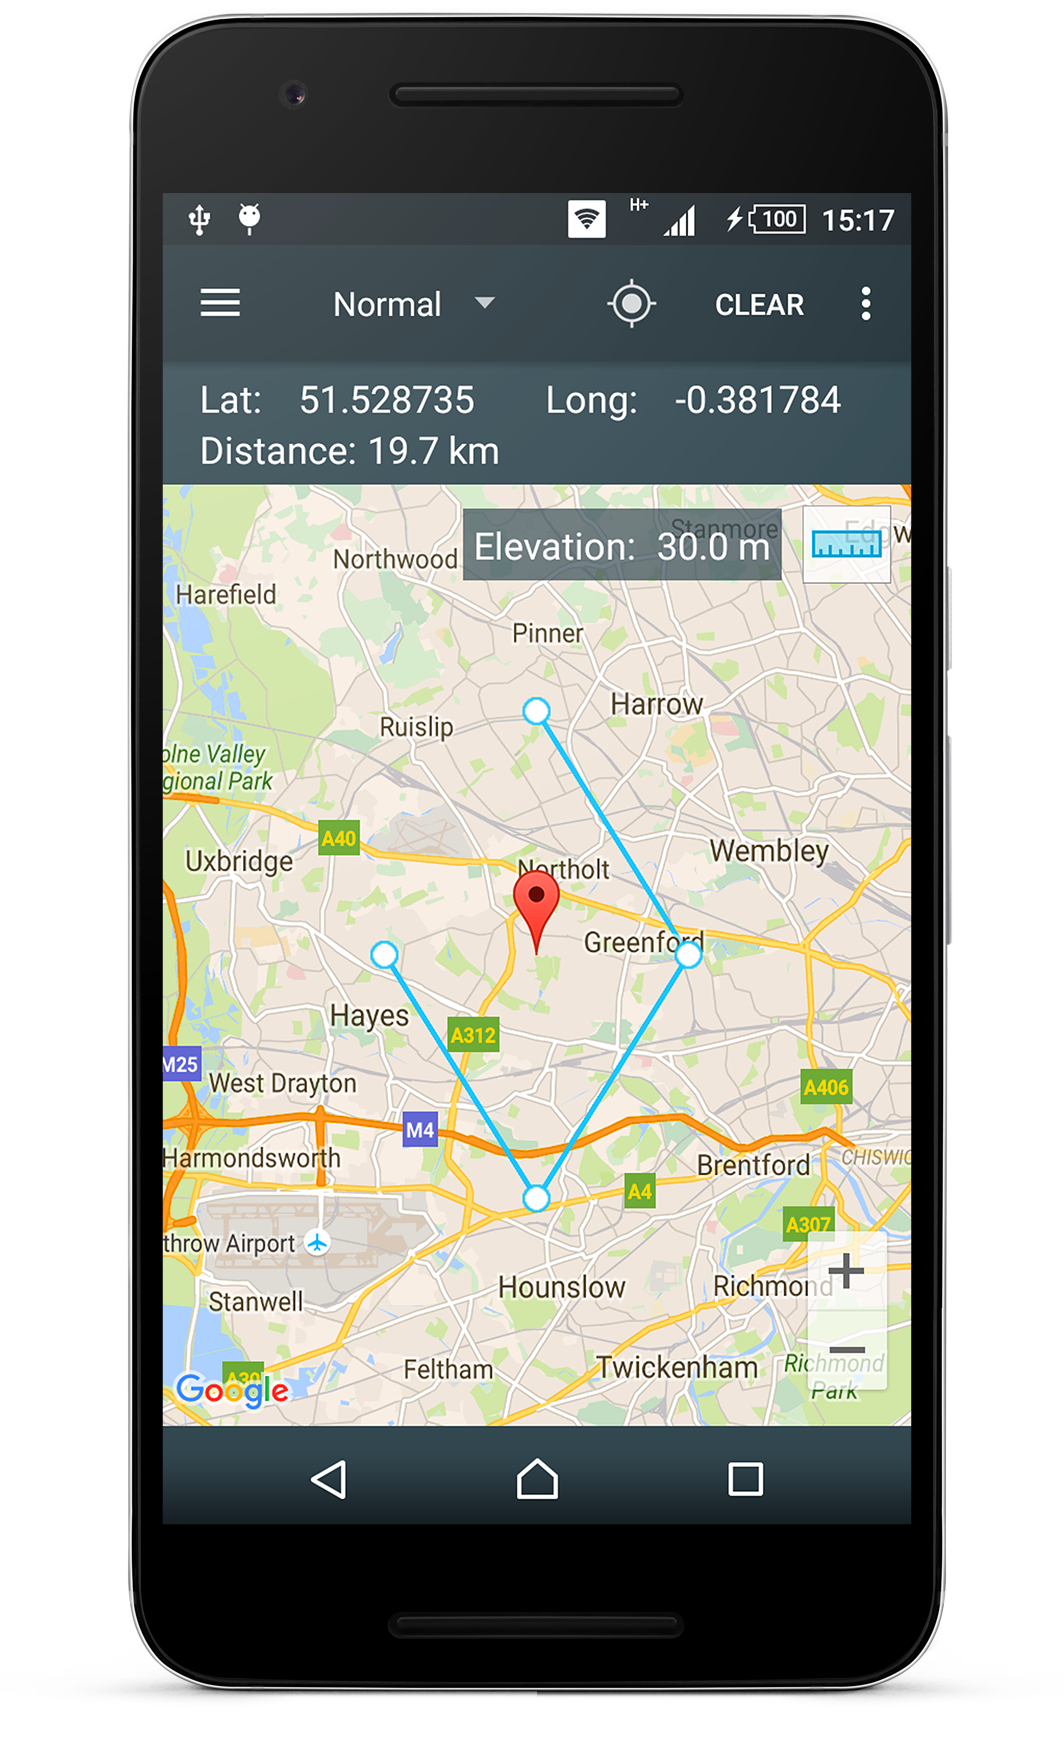 H+ 100 15:17
Normal CLEAR
Lat: 51.528735 Long: -0.381784
Distance: 19.7 km
Stanmore
Elevation: 30.0 m
Northwood
Harefield
Pinner
Harrow
Ruislip
olne Valley
gional Park
A40
Wembley
Uxbridge
Northolt
Greenford
Hayes
A312
M25
West Drayton
A406
M4
Harmondsworth
Brentford
CHISWIC
A4
A307
throw Airport
Hounslow
Richmond
Stanwell
Feltham
Twickenham
Richmond
Park
Google